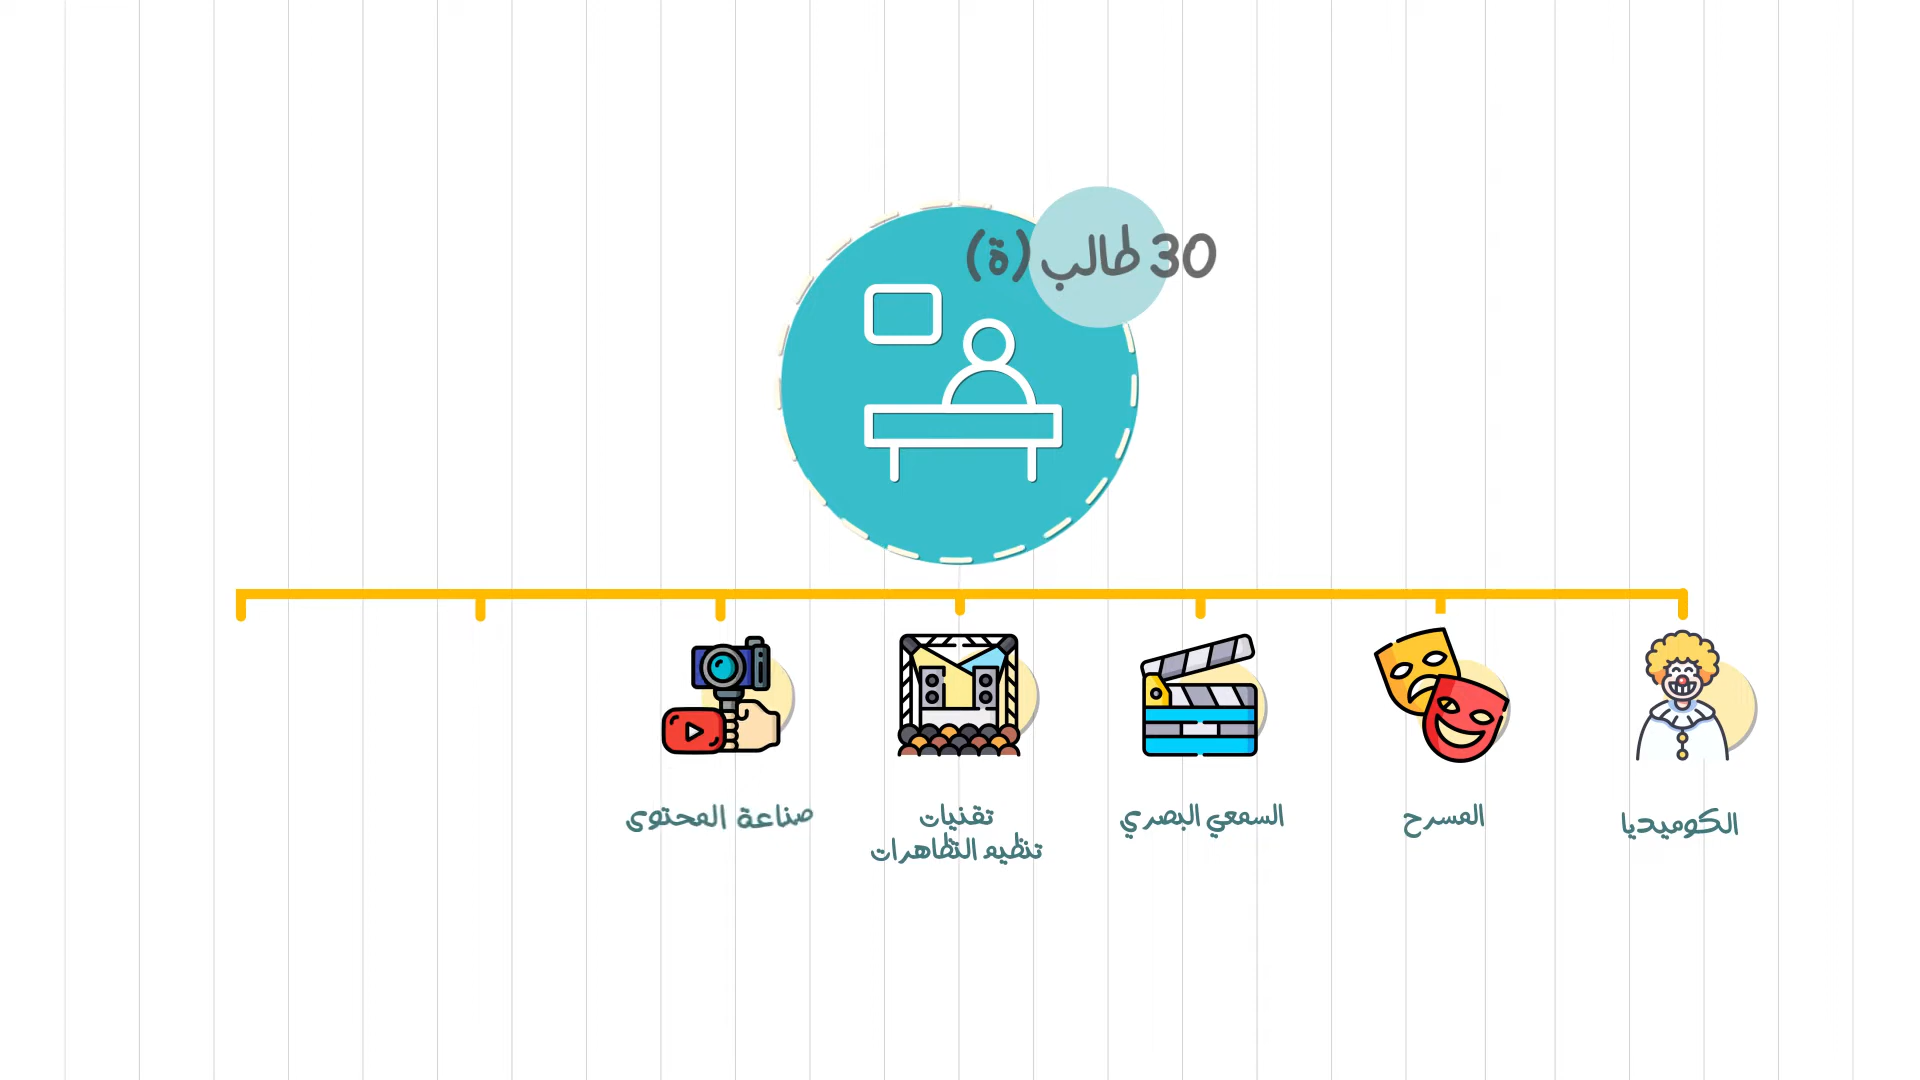 30 طالب (ة)
الكوميديا
المسرح
السمعي البصري
تقنيات
تنظيم التظاهرات
صناعة المحتوى